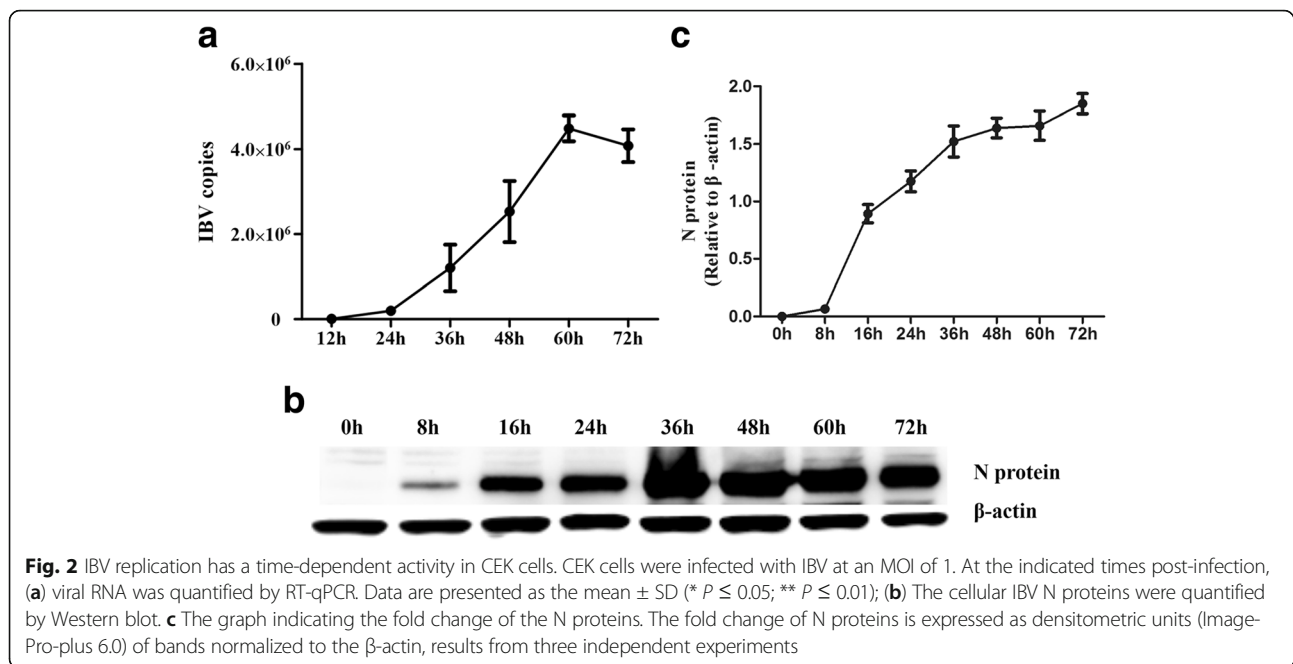 a
6.0×10⁶
4.0×10⁶
2.0×10⁶
0
IBV copies
12h 24h 36h 48h 60h 72h
c
2.0
1.5
1.0
0.5
0.0
N protein
(Relative to β -actin)
0h 8h 16h 24h 36h 48h 60h 72h
b
0h 8h 16h 24h 36h 48h 60h 72h
N protein
β-actin
Fig. 2 IBV replication has a time-dependent activity in CEK cells. CEK cells were infected with IBV at an MOI of 1. At the indicated times post-infection,
(a) viral RNA was quantified by RT-qPCR. Data are presented as the mean ± SD (* P ≤ 0.05; ** P ≤ 0.01); (b) The cellular IBV N proteins were quantified
by Western blot. c The graph indicating the fold change of the N proteins. The fold change of N proteins is expressed as densitometric units (Image-
Pro-plus 6.0) of bands normalized to the β-actin, results from three independent experiments